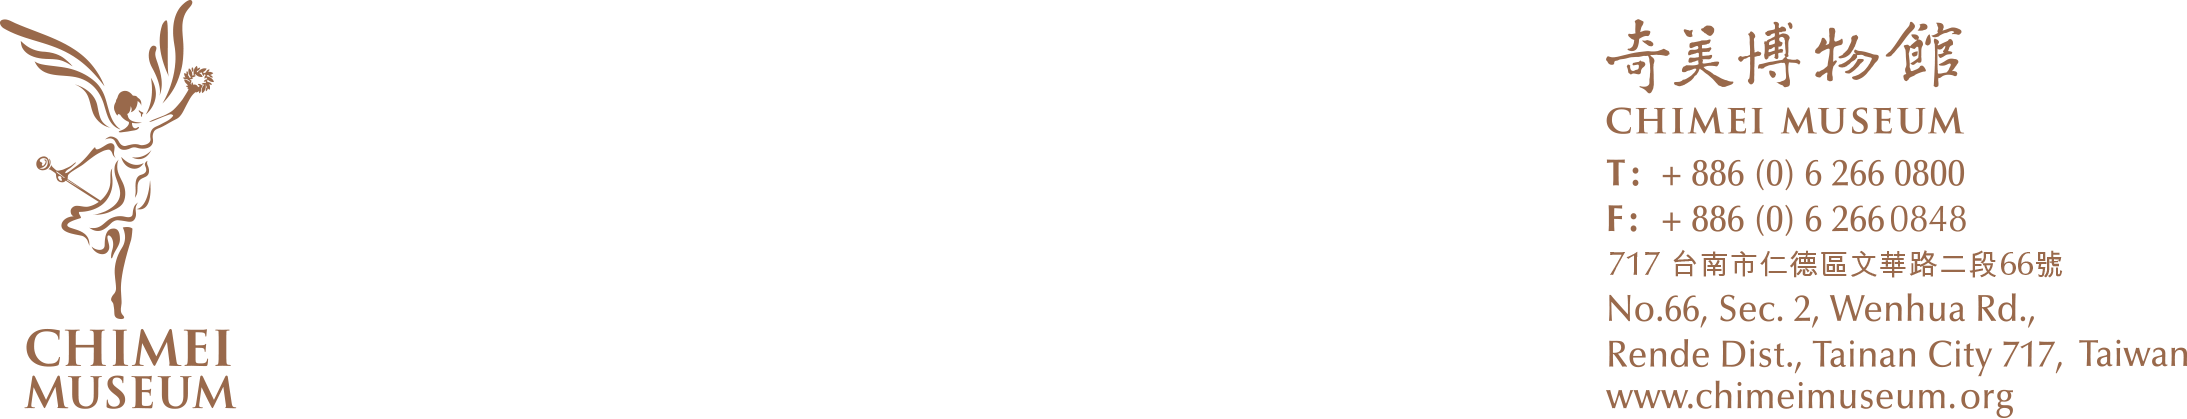 CHIMEI
MUSEUM
奇美博物館
CHIMEI MUSEUM
T: + 886 (0) 6 266 0800
F: + 886 (0) 6 266 0848
717 台南市仁德區文華路二段66號
No.66, Sec. 2, Wenhua Rd.,
Rende Dist., Tainan City 717, Taiwan
www.chimeimuseum.org